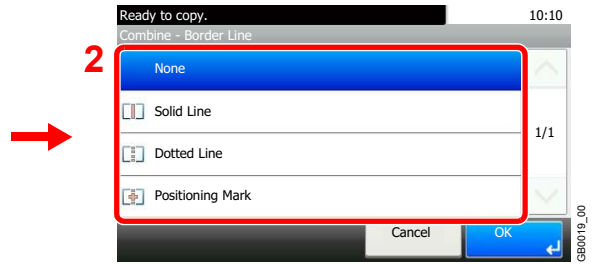 Ready to copy. 10:10
Combine - Border Line
2
None
Solid Line
1/1
Dotted Line
Positioning Mark
Cancel OK
GB0019_00